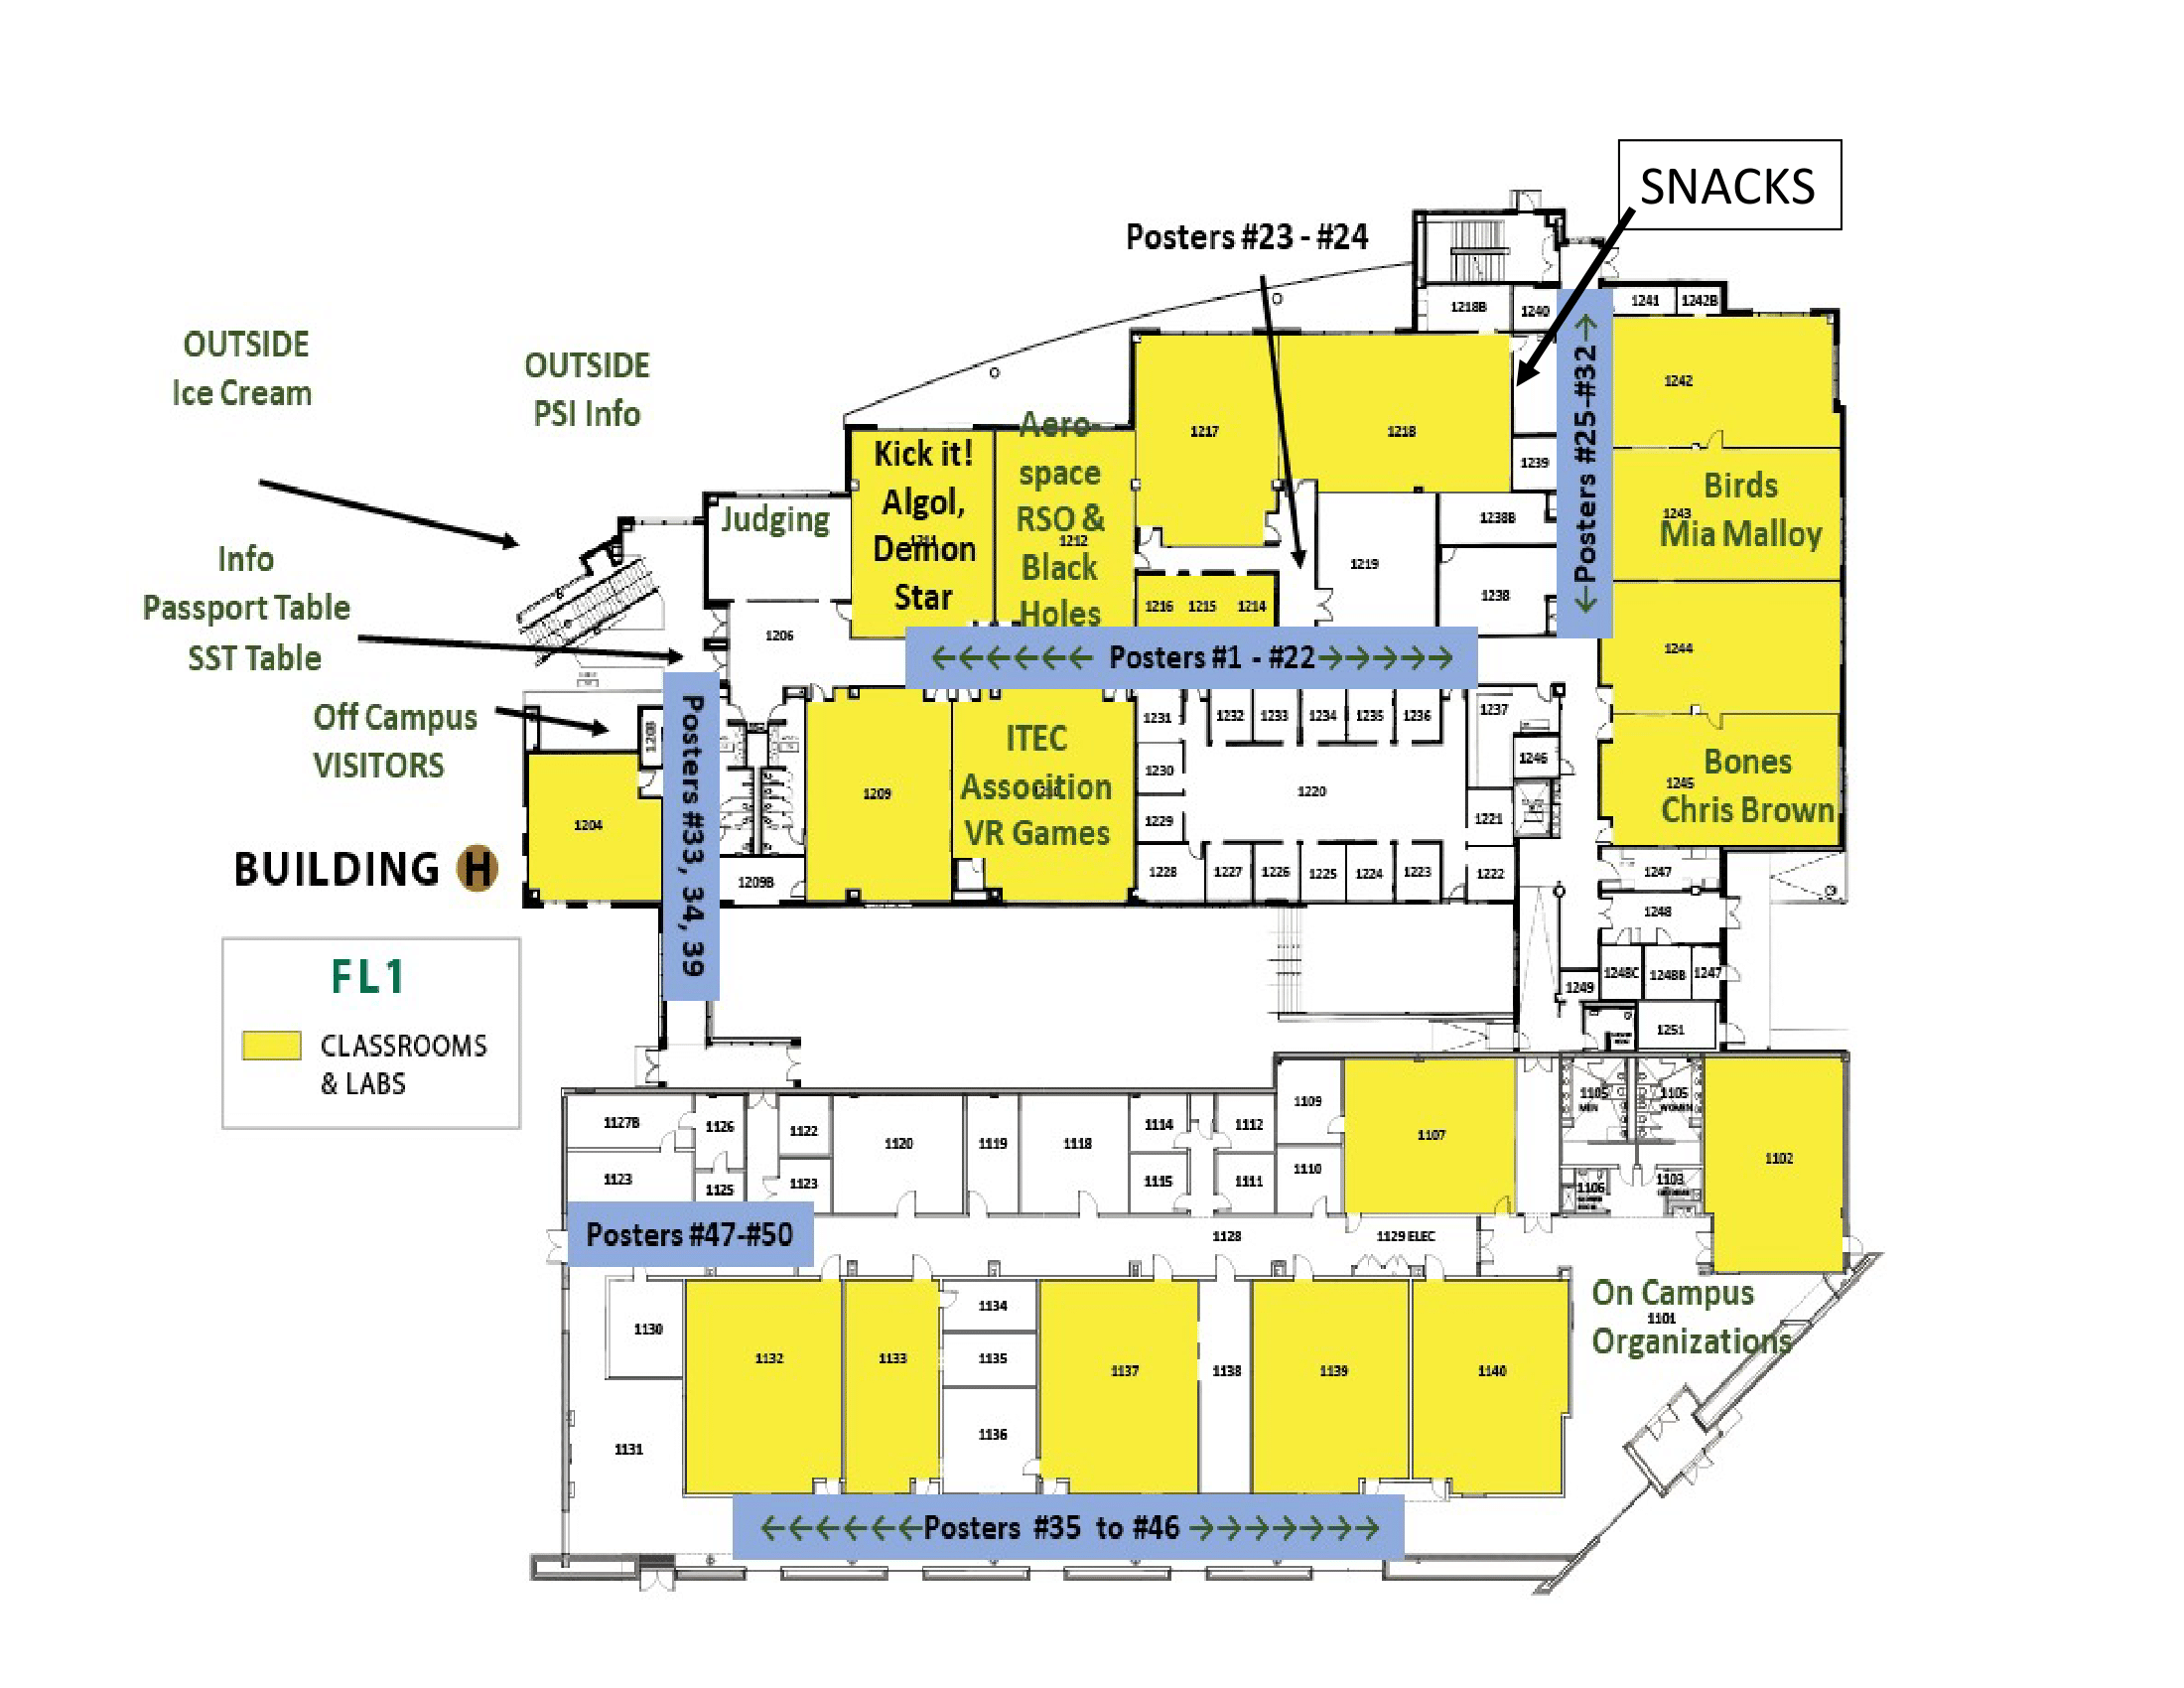 SNACKS
Posters #23 - #24
OUTSIDE
Ice Cream
OUTSIDE
PSI Info
1218B
1240
1241
1242B
←Posters #25-#32→
1242
1217
1218
1239
Kick it!
Algol,
Demon
Star
1211
Aero-
space
RSO &
Black
Holes
1212
Judging
Birds
Mia Malloy
1243
1238B
1219
1238
Info
Passport Table
SST Table
1216
1215
1214
1206
1244
←←←←←← Posters #1 - #22→→→→→→
Off Campus
VISITORS
Posters #33, 34, 39
1231
1232
1233
1234
1235
1236
1237
ITEC
Assocition
VR Games
1246
Bones
Chris Brown
1245
1230
1220
1209
1204
1229
1221
BUILDING H
1209B
1228
1227
1226
1225
1224
1223
1222
1247
1248
FL1
CLASSROOMS
& LABS
1248C
1248B
1247
1249
1251
1109
1105
MEN
1105
WOMEN
1127B
1126
1122
1120
1119
1118
1114
1112
1107
1102
1123
1125
1123
1115
1111
1110
1106
1103
Posters #47-#50
1128
1129 ELEC
On Campus
Organizations
1101
1130
1132
1133
1134
1135
1136
1137
1138
1139
1140
1131
←←←←←←←Posters #35 to #46 →→→→→→→→